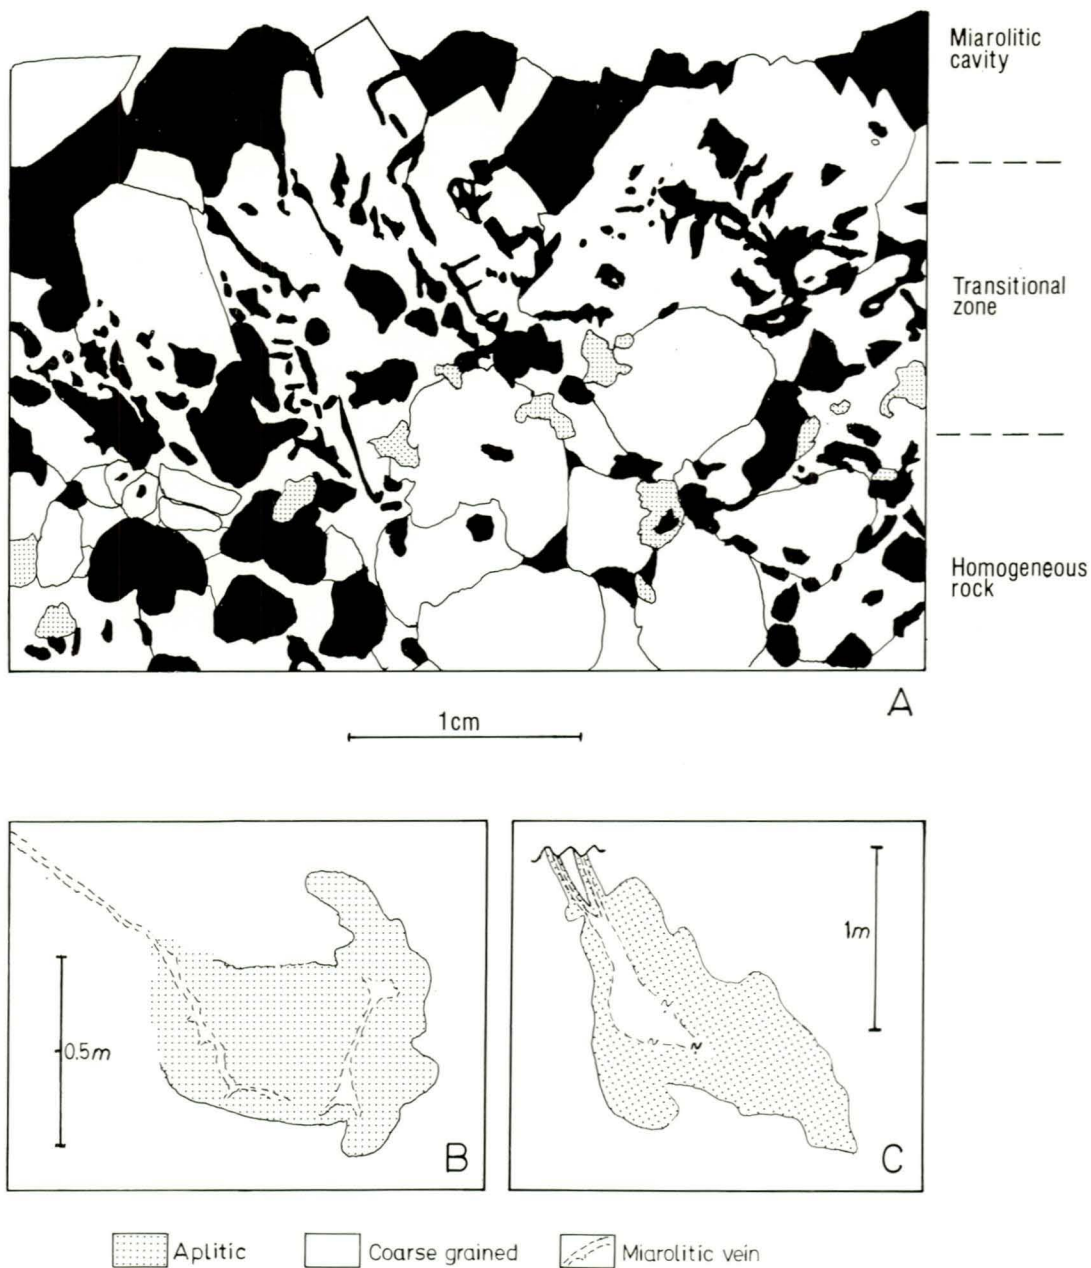 Miarolitic
cavity
Transitional
zone
Homogeneous
rock
A
1cm
0.5m
B
1m
C
Aplitic
Coarse grained
Miarolitic vein